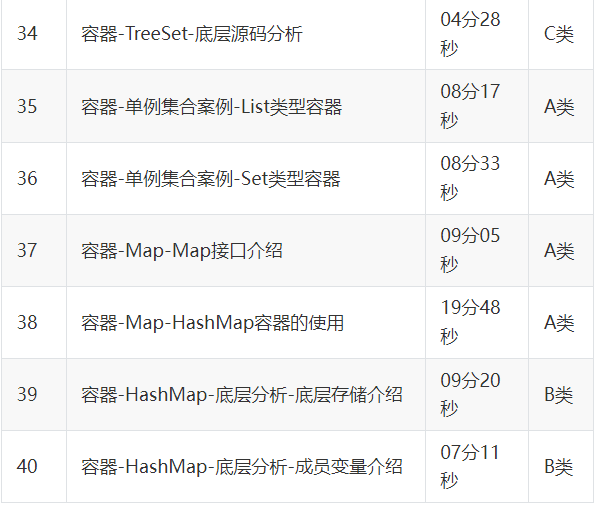 34 容器-TreeSet-底层源码分析 04分28秒 C类
35 容器-单例集合案例-List类型容器 08分17秒 A类
36 容器-单例集合案例-Set类型容器 08分33秒 A类
37 容器-Map-Map接口介绍 09分05秒 A类
38 容器-Map-HashMap容器的使用 19分48秒 A类
39 容器-HashMap-底层分析-底层存储介绍 09分20秒 B类
40 容器-HashMap-底层分析-成员变量介绍 07分11秒 B类